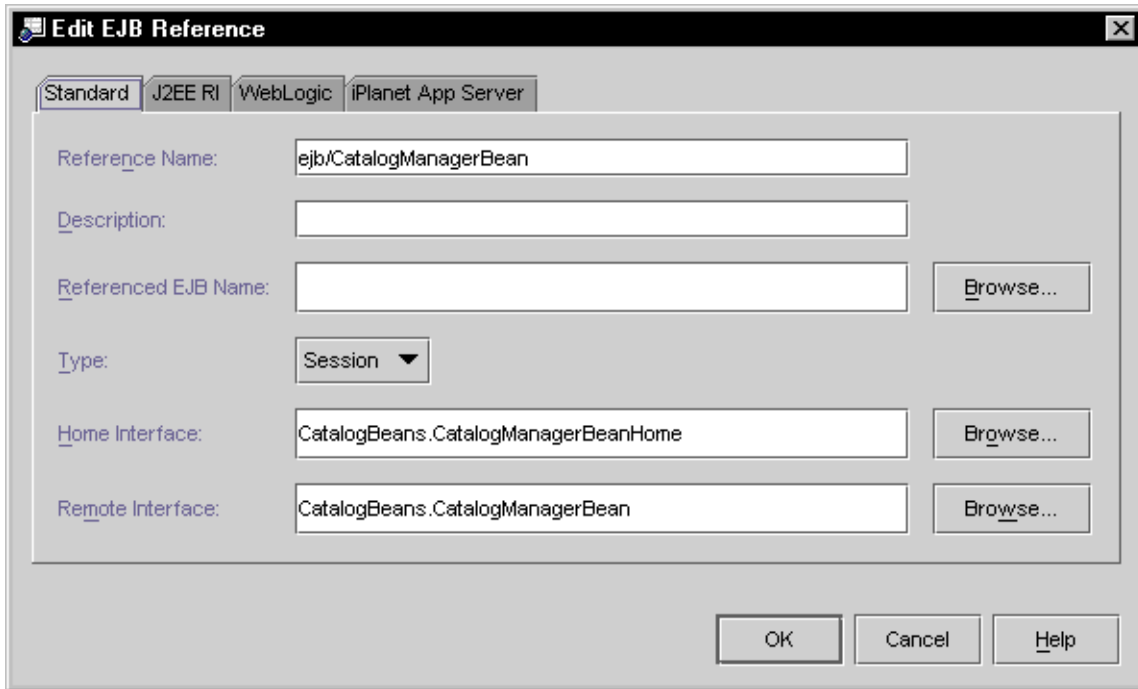 Edit EJB Reference
Standard J2EE RI WebLogic iPlanet App Server
Reference Name: ejb/CatalogManagerBean
Description:
Referenced EJB Name: Browse...
Type: Session
Home Interface: CatalogBeans.CatalogManagerBeanHome Browse...
Remote Interface: CatalogBeans.CatalogManagerBean Browse...
OK Cancel Help